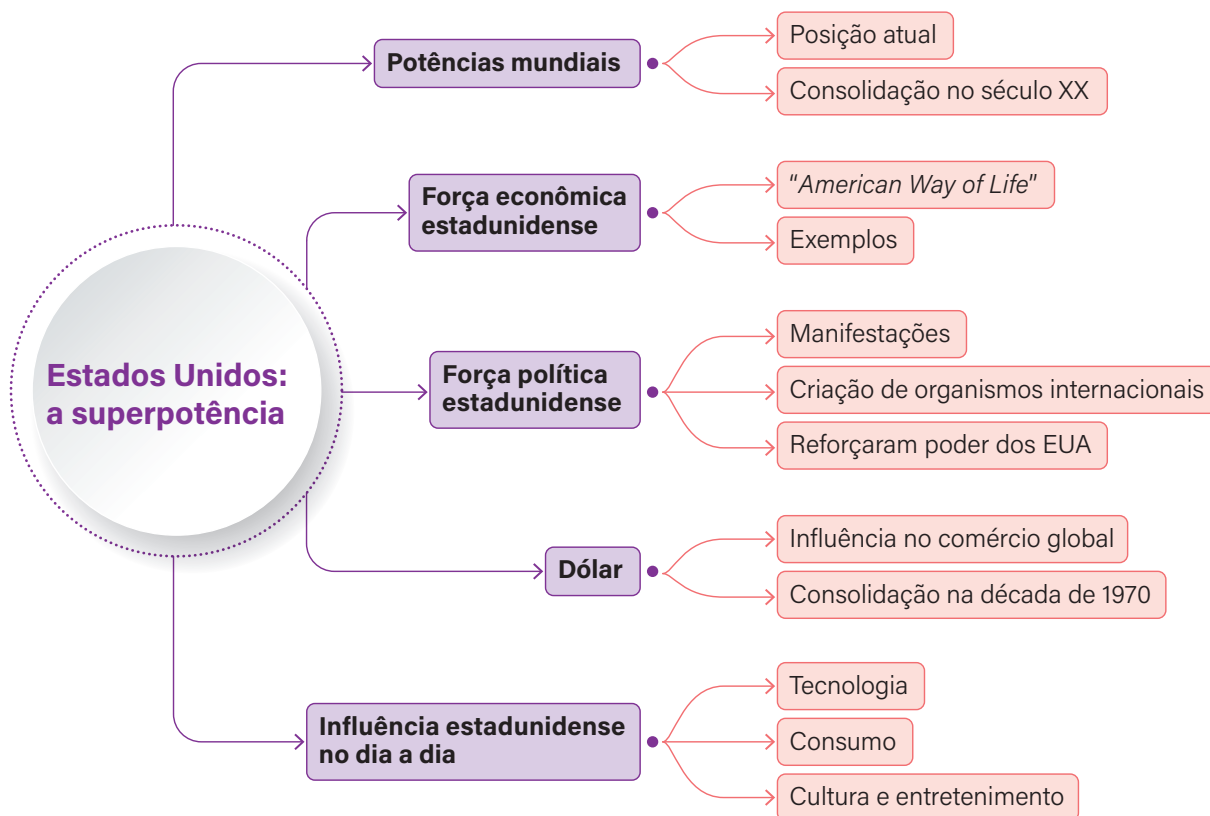 Estados Unidos:
a superpotência
Potências mundiais
Posição atual
Consolidação no século XX
Força econômica
estadunidense
"American Way of Life"
Exemplos
Força política
estadunidense
Manifestações
Criação de organismos internacionais
Reforçaram poder dos EUA
Dólar
Influência no comércio global
Consolidação na década de 1970
Influência estadunidense
no dia a dia
Tecnologia
Consumo
Cultura e entretenimento